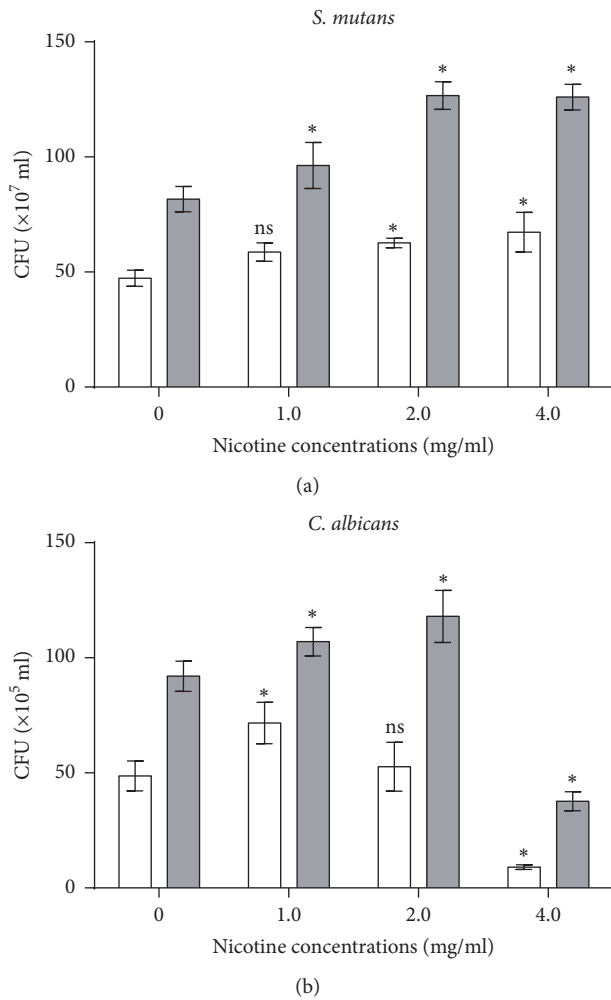 S. mutans
150
100
50
0
CFU (×10⁷ ml)
ns
*
*
*
*
*
0 1.0 2.0 4.0
Nicotine concentrations (mg/ml)
(a)
C. albicans
150
100
50
0
CFU (×10⁵ ml)
*
*
ns
*
*
*
0 1.0 2.0 4.0
Nicotine concentrations (mg/ml)
(b)